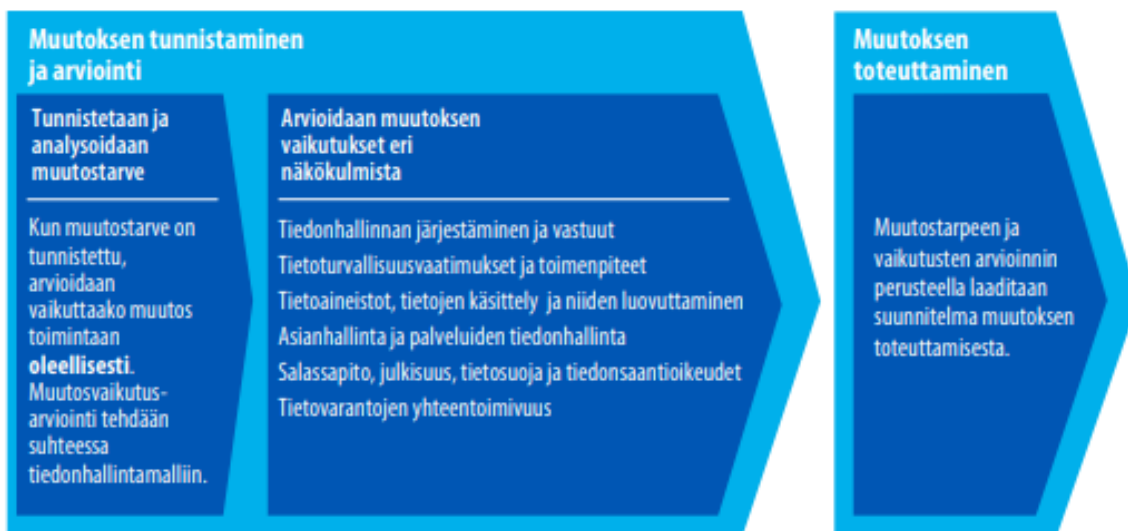 Muutoksen tunnistaminen
ja arviointi
Tunnistetaan ja
analysoidaan
muutostarve
Kun muutostarve on
tunnistettu,
arvioidaan
vaikuttaako muutos
toimintaan
oleellisesti.
Muutosvaikutus-
arviointi tehdään
suhteessa
tiedonhallintamalliin.
Arvioidaan muutoksen
vaikutukset eri
näkökulmista
Tiedonhallinnan järjestäminen ja vastuut
Tietoturvallisuusvaatimukset ja toimenpiteet
Tietoaineistot, tietojen käsittely ja niiden luovuttaminen
Asianhallinta ja palveluiden tiedonhallinta
Salassapito, julkisuus, tietosuoja ja tiedonsaantioikeudet
Tietovarantojen yhteentoimivuus
Muutoksen
toteuttaminen
Muutostarpeen ja
vaikutusten arvioinnin
perusteella laaditaan
suunnitelma muutoksen
toteuttamisesta.